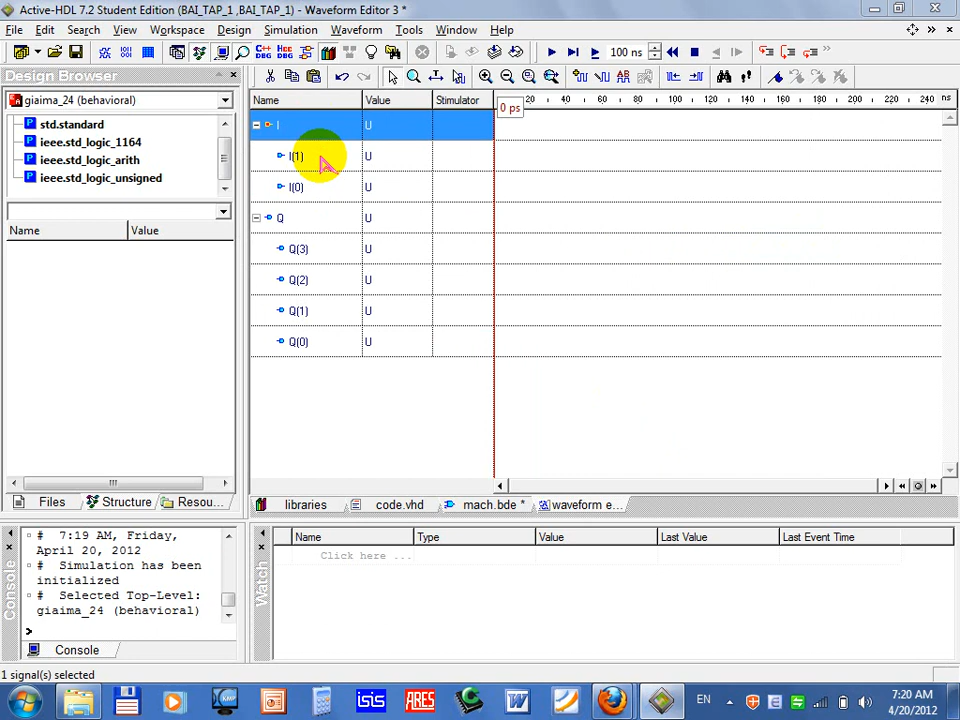 Active-HDL 7.2 Student Edition (BAI_TAP_1 ,BAI_TAP_1) - Waveform Editor 3 *
File Edit Search View Workspace Design Simulation Waveform Tools Window Help
100 ns
Design Browser
giaima_24 (behavioral)
std.standard
ieee.std_logic_1164
ieee.std_logic_arith
ieee.std_logic_unsigned
Name Value
Files Structure Resou...
Name Value Stimulator
0 ps 20 40 60 80 100 120 140 160 180 200 220 240 ns
I U
I(1) U
I(0) U
Q U
Q(3) U
Q(2) U
Q(1) U
Q(0) U
libraries code.vhd mach.bde * waveform e...
Console
# 7:19 AM, Friday,
April 20, 2012
# Simulation has been
initialized
# Selected Top-Level:
giaima_24 (behavioral)
>
Console
Watch
Name Type Value Last Value Last Event Time
Click here ...
1 signal(s) selected
isis ARES EN
7:20 AM
4/20/2012